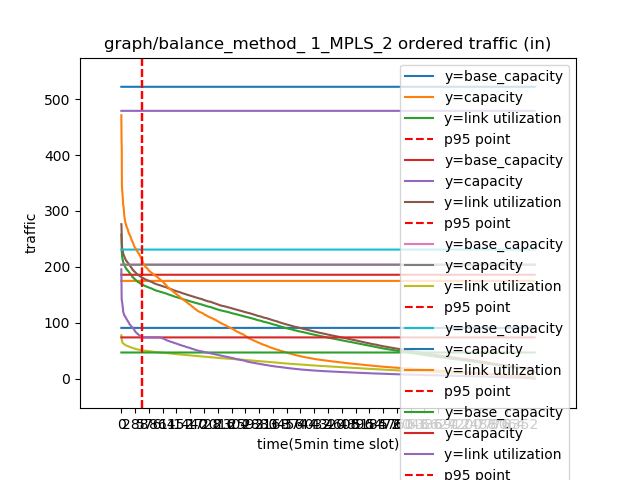 graph/balance_method_ 1_MPLS_2 ordered traffic (in)
500
400
300
200
100
0
traffic
time(5min time slot)
y=base_capacity
y=capacity
y=link utilization
p95 point
y=base_capacity
y=capacity
y=link utilization
p95 point
y=base_capacity
y=capacity
y=link utilization
p95 point
y=base_capacity
y=capacity
y=link utilization
p95 point
y=base_capacity
y=capacity
y=link utilization
p95 point